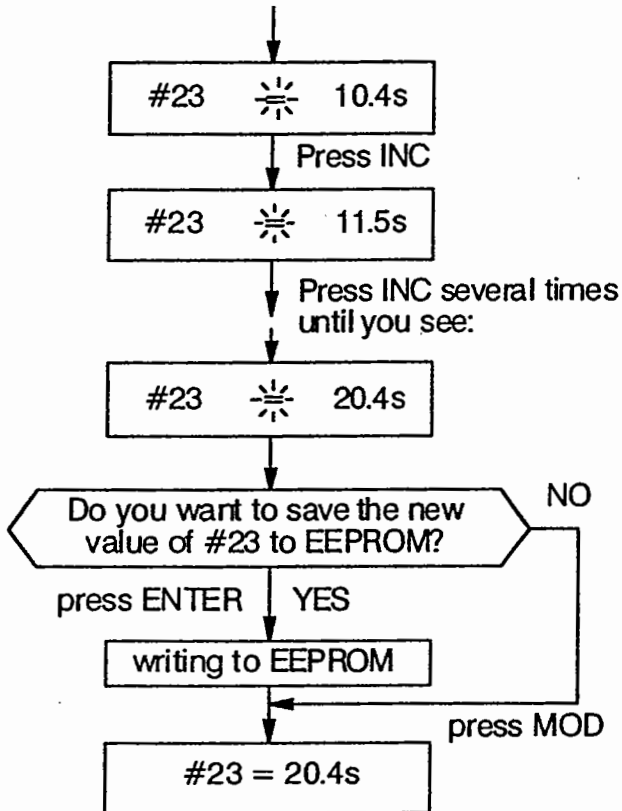 #23 = 10.4s
Press INC
#23 = 11.5s
Press INC several times
until you see:
#23 = 20.4s
Do you want to save the new
value of #23 to EEPROM?
NO
press ENTER YES
writing to EEPROM
press MOD
#23 = 20.4s